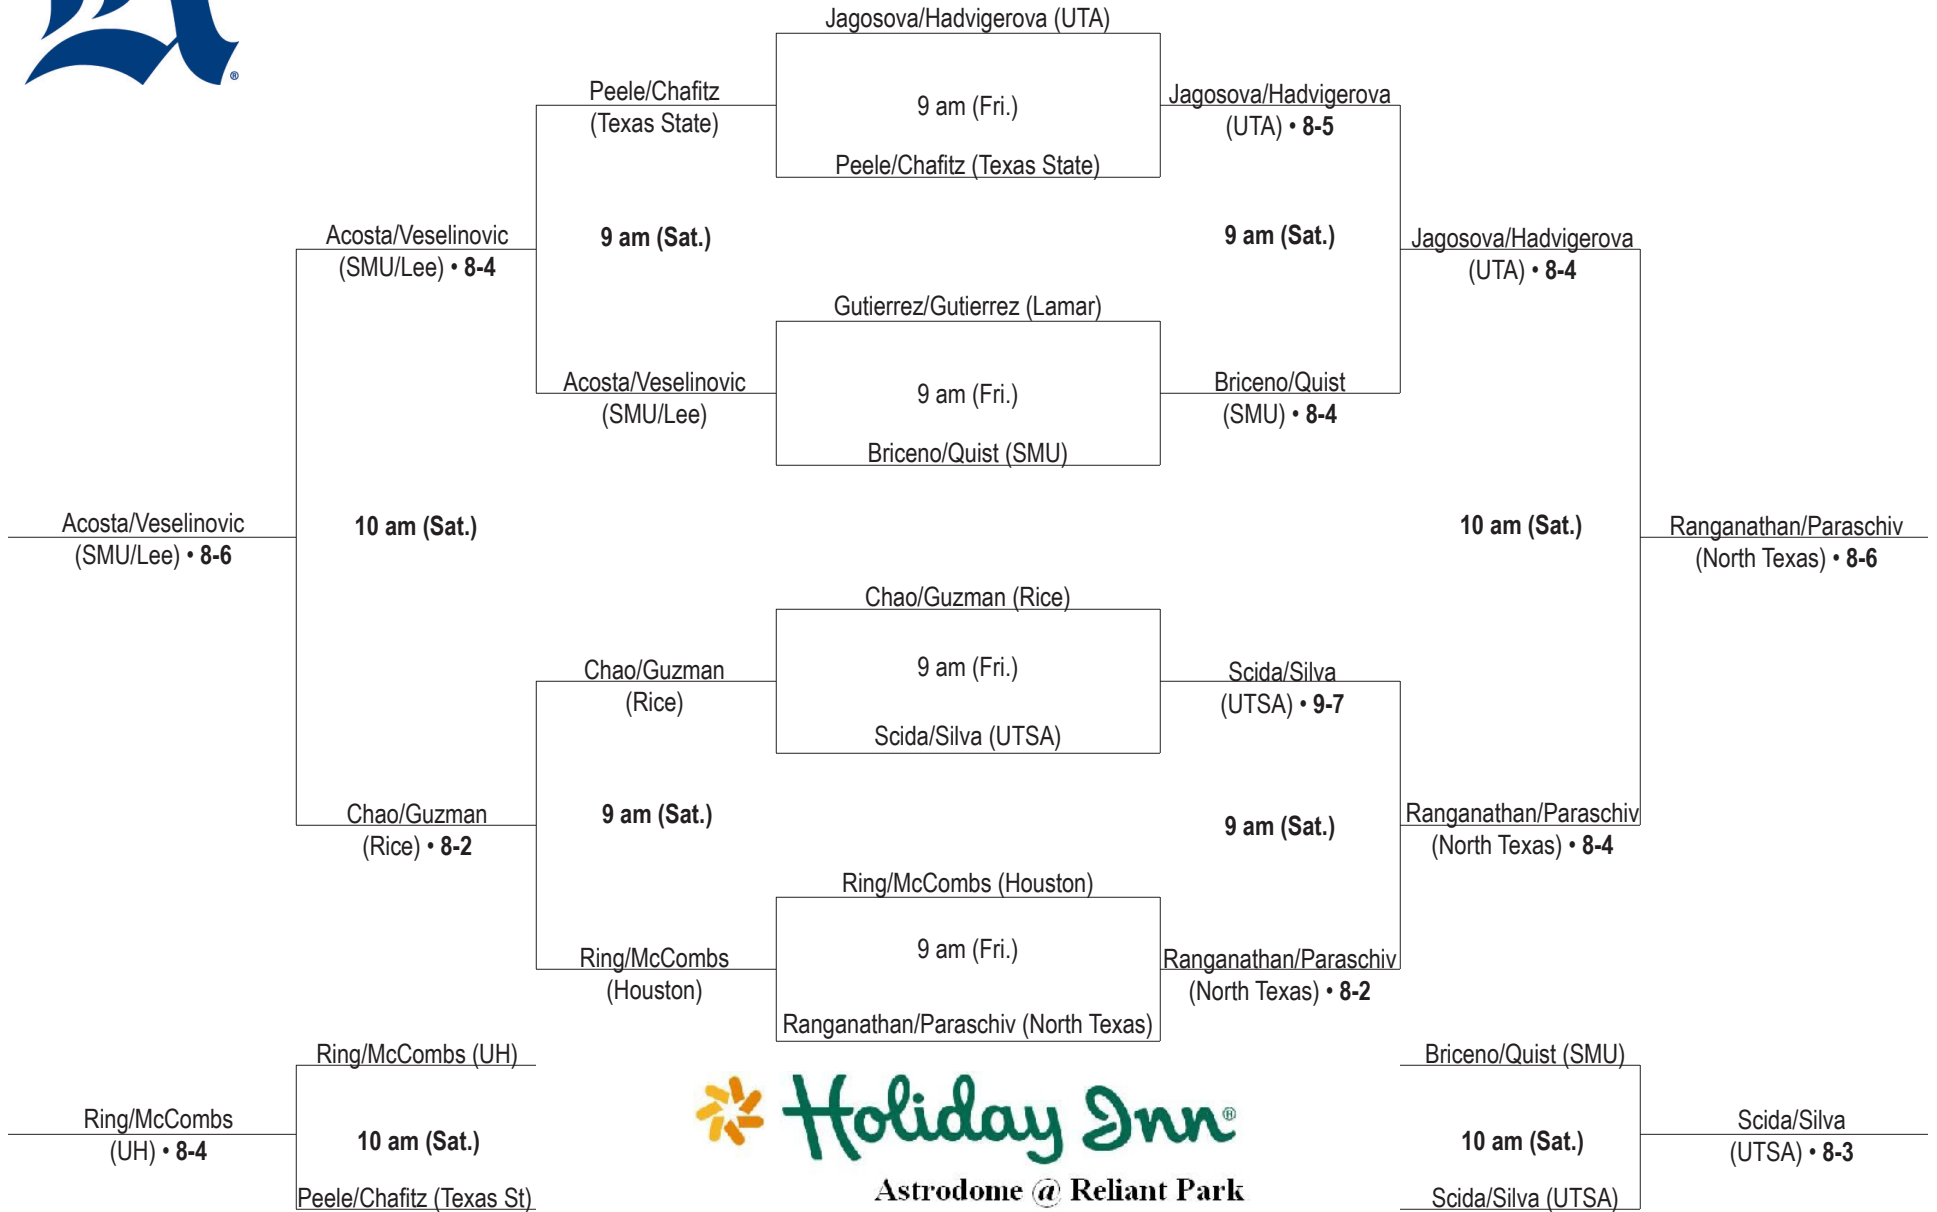 Jagosova/Hadvigerova (UTA)
9 am (Fri.)
Peele/Chafitz (Texas State)
Peele/Chafitz
(Texas State)
Jagosova/Hadvigerova
(UTA) • 8-5
Acosta/Veselinovic
(SMU/Lee) • 8-4
9 am (Sat.)
9 am (Sat.)
Jagosova/Hadvigerova
(UTA) • 8-4
Gutierrez/Gutierrez (Lamar)
9 am (Fri.)
Briceno/Quist (SMU)
Acosta/Veselinovic
(SMU/Lee)
Briceno/Quist
(SMU) • 8-4
Acosta/Veselinovic
(SMU/Lee) • 8-6
10 am (Sat.)
10 am (Sat.)
Ranganathan/Paraschiv
(North Texas) • 8-6
Chao/Guzman (Rice)
9 am (Fri.)
Scida/Silva (UTSA)
Chao/Guzman
(Rice)
Scida/Silva
(UTSA) • 9-7
Chao/Guzman
(Rice) • 8-2
9 am (Sat.)
9 am (Sat.)
Ranganathan/Paraschiv
(North Texas) • 8-4
Ring/McCombs (Houston)
9 am (Fri.)
Ranganathan/Paraschiv (North Texas)
Ring/McCombs
(Houston)
Ranganathan/Paraschiv
(North Texas) • 8-2
Ring/McCombs (UH)
10 am (Sat.)
Peele/Chafitz (Texas St)
Ring/McCombs
(UH) • 8-4
Holiday Inn®
Astrodome @ Reliant Park
Briceno/Quist (SMU)
10 am (Sat.)
Scida/Silva (UTSA)
Scida/Silva
(UTSA) • 8-3